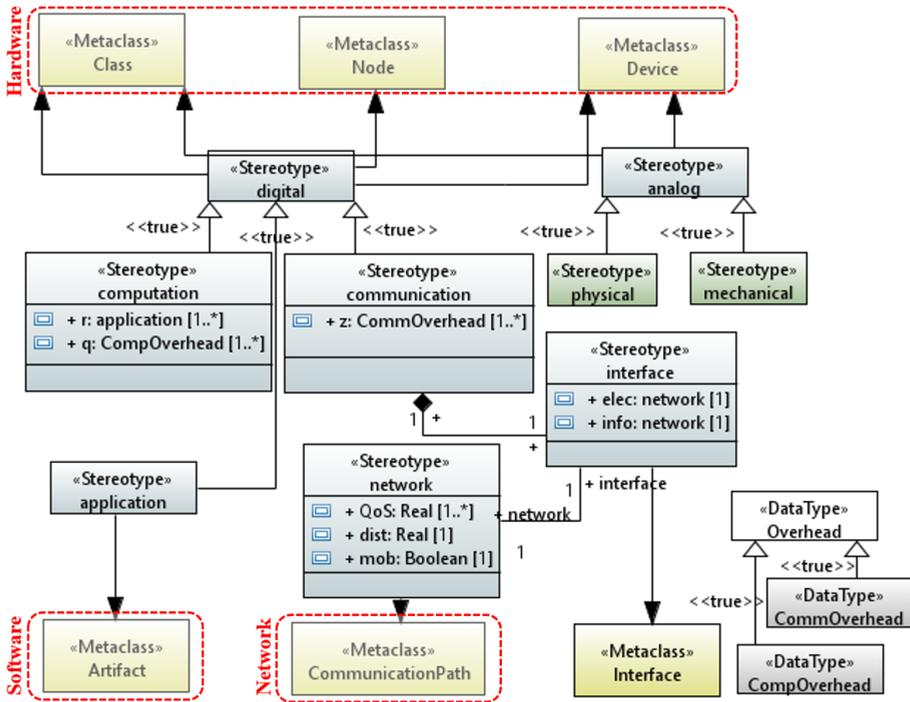 Hardware
«Metaclass»
Class
«Metaclass»
Node
«Metaclass»
Device
«Stereotype»
digital
«Stereotype»
analog
<<true>>
<<true>>
<<true>>
<<true>>
<<true>>
«Stereotype»
computation
+ r: application [1..*]
+ q: CompOverhead [1..*]
«Stereotype»
communication
+ z: CommOverhead [1..*]
«Stereotype»
physical
«Stereotype»
mechanical
«Stereotype»
interface
+ elec: network [1]
+ info: network [1]
1
+
1
+
«Stereotype»
application
«Stereotype»
network
+ QoS: Real [1..*]
+ dist: Real [1]
+ mob: Boolean [1]
1
+ interface
+ network
1
«DataType»
Overhead
<<true>>
<<true>>
«DataType»
CommOverhead
«DataType»
CompOverhead
Software
«Metaclass»
Artifact
Network
«Metaclass»
CommunicationPath
«Metaclass»
Interface